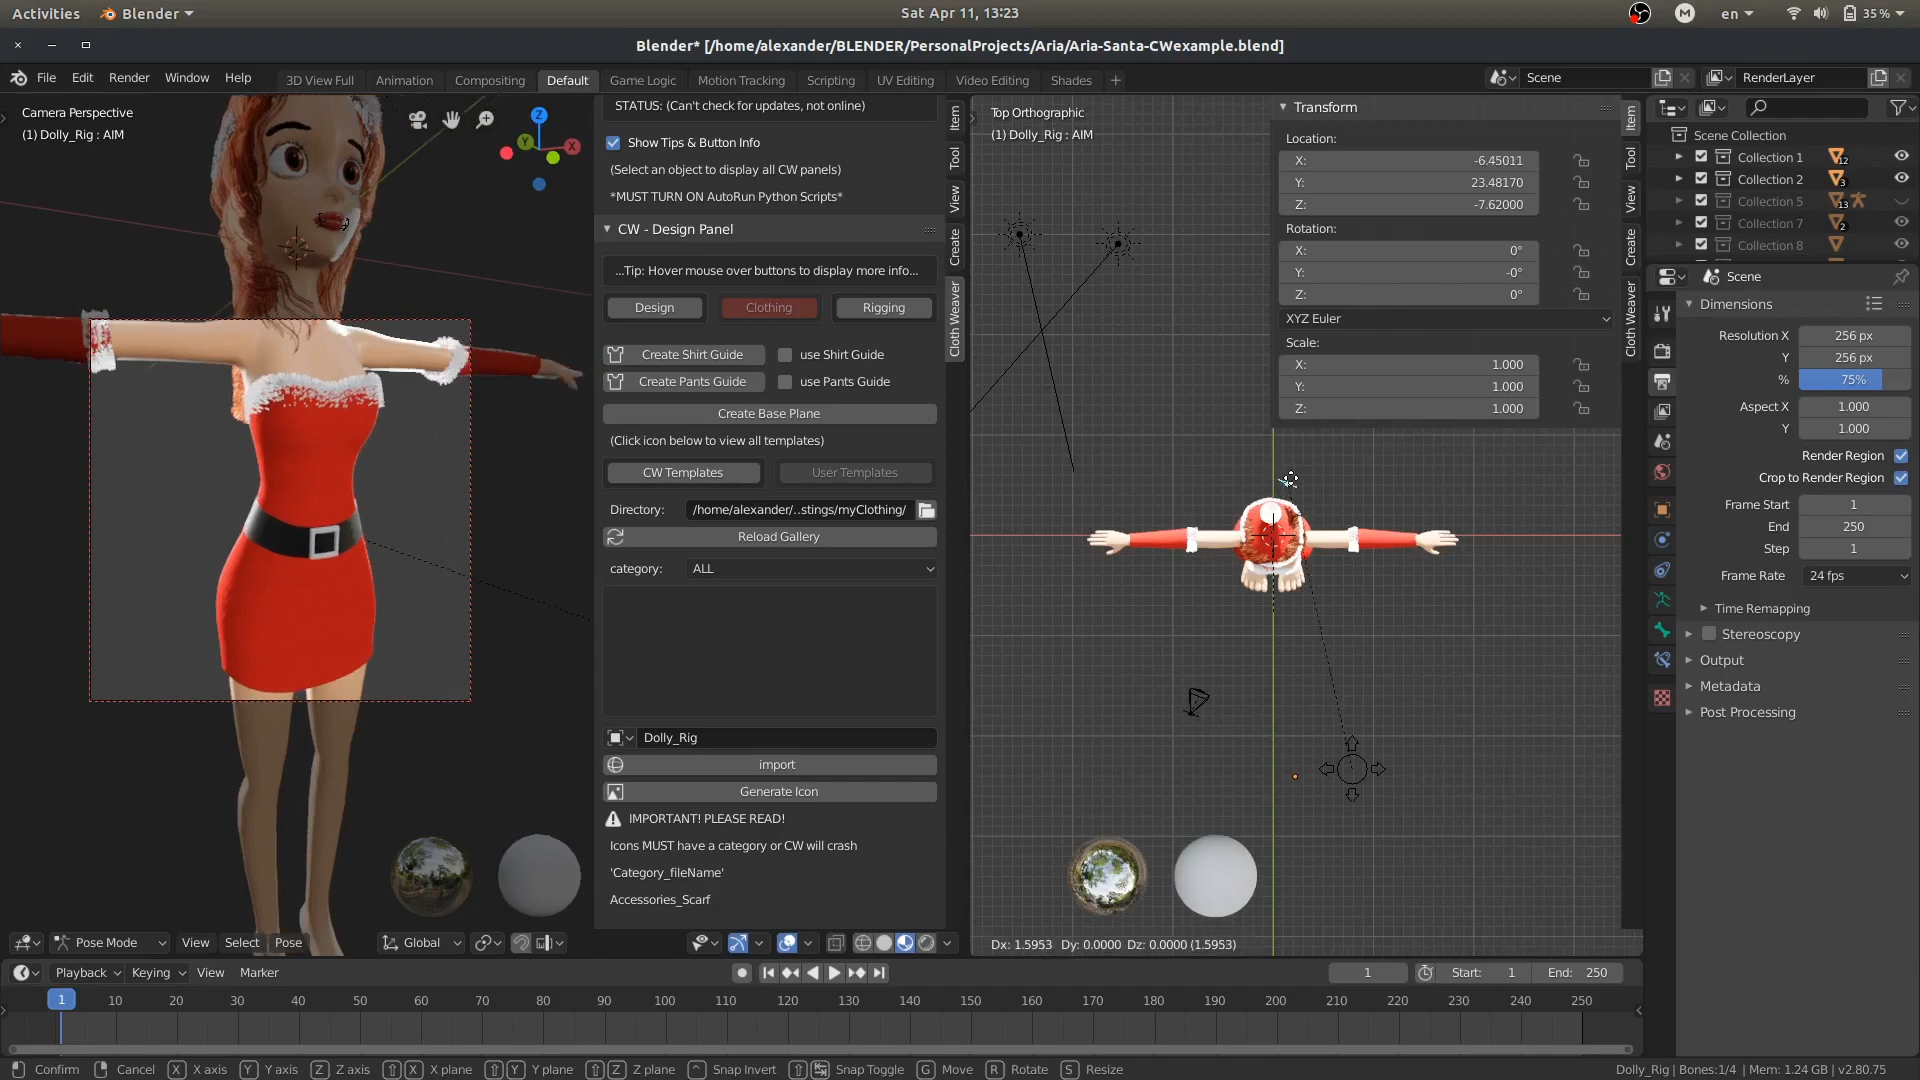 Activities Blender Sat Apr 11, 13:23 M en 35 %
Blender* [/home/alexander/BLENDER/PersonalProjects/Aria/Aria-Santa-CWexample.blend]
File Edit Render Window Help 3D View Full Animation Compositing Default Game Logic Motion Tracking Scripting UV Editing Video Editing Shades + Scene RenderLayer
Camera Perspective
(1) Dolly_Rig : AIM
Z
Y
X
STATUS: (Can't check for updates, not online)
Show Tips & Button Info
(Select an object to display all CW panels)
*MUST TURN ON AutoRun Python Scripts*
CW - Design Panel
...Tip: Hover mouse over buttons to display more info...
Design Clothing Rigging
Create Shirt Guide use Shirt Guide
Create Pants Guide use Pants Guide
Create Base Plane
(Click icon below to view all templates)
CW Templates User Templates
Directory: /home/alexander/..stings/myClothing/
Reload Gallery
category: ALL
Dolly_Rig
import
Generate Icon
IMPORTANT! PLEASE READ!
Icons MUST have a category or CW will crash
'Category_fileName'
Accessories_Scarf
Item
Tool
View
Create
Cloth Weaver
Top Orthographic
(1) Dolly_Rig : AIM
Transform
Location:
X: -6.45011
Y: 23.48170
Z: -7.62000
Rotation:
X: 0°
Y: -0°
Z: 0°
XYZ Euler
Scale:
X: 1.000
Y: 1.000
Z: 1.000
Item
Tool
View
Create
Cloth Weaver
Dx: 1.5953 Dy: 0.0000 Dz: 0.0000 (1.5953)
Scene Collection
Collection 1 12
Collection 2 3
Collection 5 13
Collection 7 2
Collection 8
Scene
Dimensions
Resolution X 256 px
Y 256 px
% 75%
Aspect X 1.000
Y 1.000
Render Region
Crop to Render Region
Frame Start 1
End 250
Step 1
Frame Rate 24 fps
Time Remapping
Stereoscopy
Output
Metadata
Post Processing
Pose Mode View Select Pose Global
Playback Keying View Marker 1 Start: 1 End: 250
1 10 20 30 40 50 60 70 80 90 100 110 120 130 140 150 160 170 180 190 200 210 220 230 240 250
Confirm Cancel X X axis Y Y axis Z Z axis X X plane Y Y plane Z Z plane Snap Invert Snap Toggle G Move R Rotate S Resize Dolly_Rig | Bones:1/4 | Mem: 1.24 GB | v2.80.75